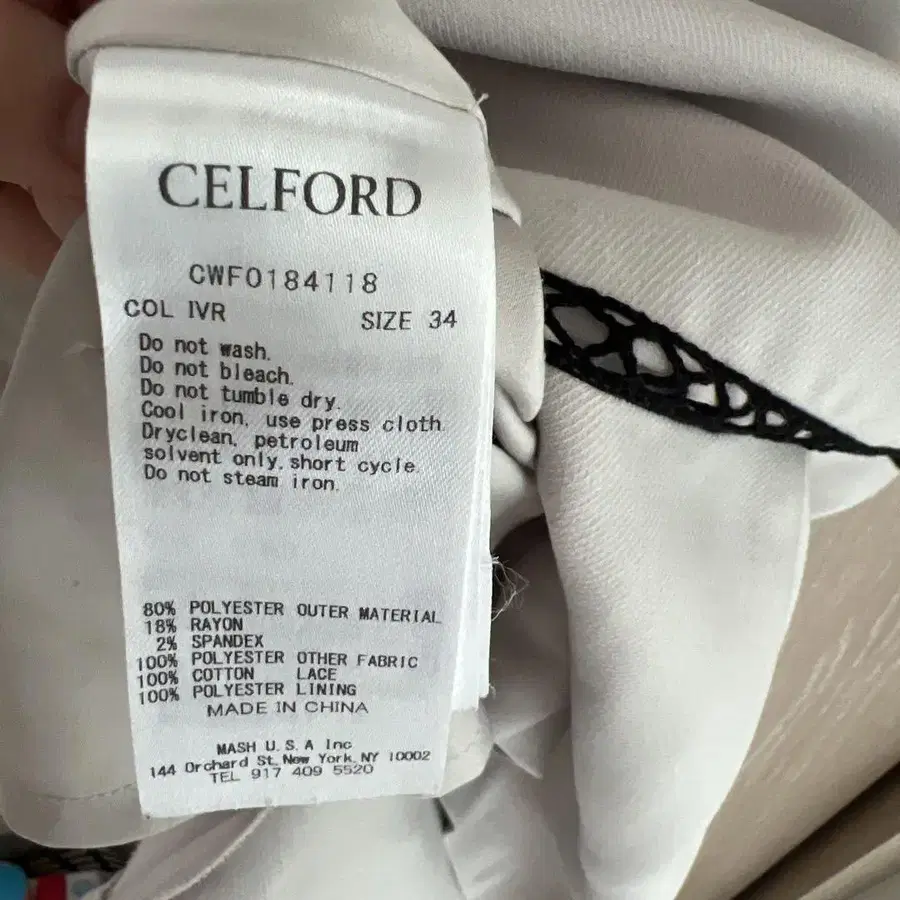 CELFORD
CWF0184118
COL IVR SIZE 34
Do not wash.
Do not bleach.
Do not tumble dry.
Cool iron, use press cloth.
Dryclean, petroleum
solvent only, short cycle.
Do not steam iron.
80% POLYESTER OUTER MATERIAL
18% RAYON
2% SPANDEX
100% POLYESTER OTHER FABRIC
100% COTTON LACE
100% POLYESTER LINING
MADE IN CHINA
MASH U.S.A Inc
144 Orchard St, New York, NY 10002
TEL 917 409 5520